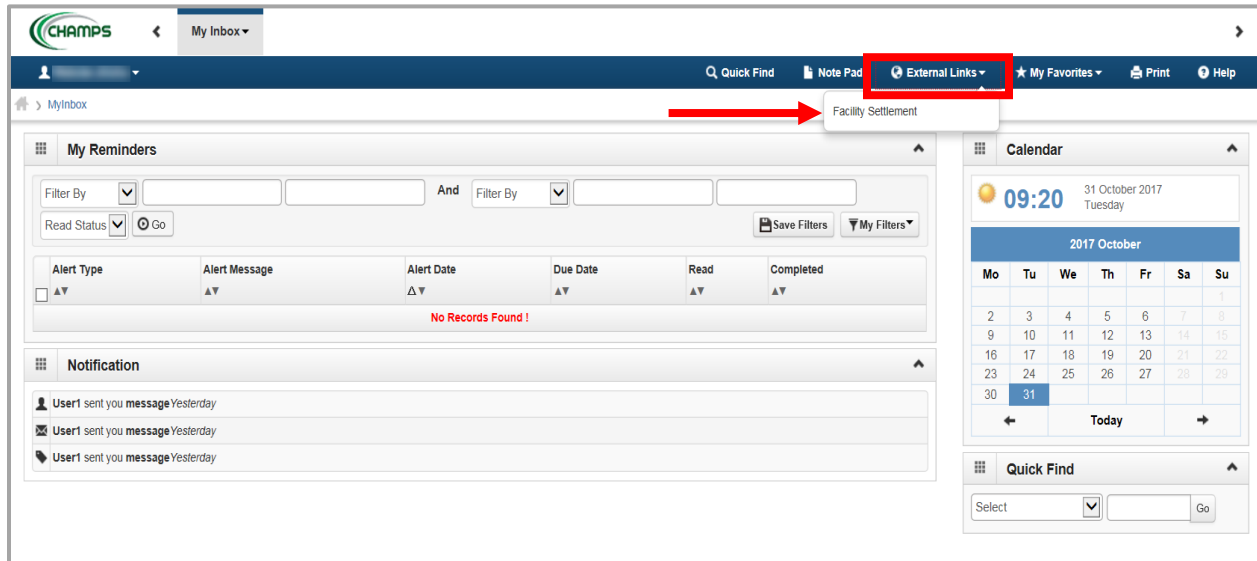 CHAMPS
My Inbox
Quick Find Note Pad External Links My Favorites Print Help
MyInbox
Facility Settlement
My Reminders
Filter By And Filter By
Read Status Go Save Filters My Filters
Alert Type Alert Message Alert Date Due Date Read Completed
No Records Found !
Notification
User1 sent you message Yesterday
User1 sent you message Yesterday
User1 sent you message Yesterday
Calendar
09:20 31 October 2017
Tuesday
2017 October
Mo Tu We Th Fr Sa Su
1
2 3 4 5 6 7 8
9 10 11 12 13 14 15
16 17 18 19 20 21 22
23 24 25 26 27 28 29
30 31
Today
Quick Find
Select Go